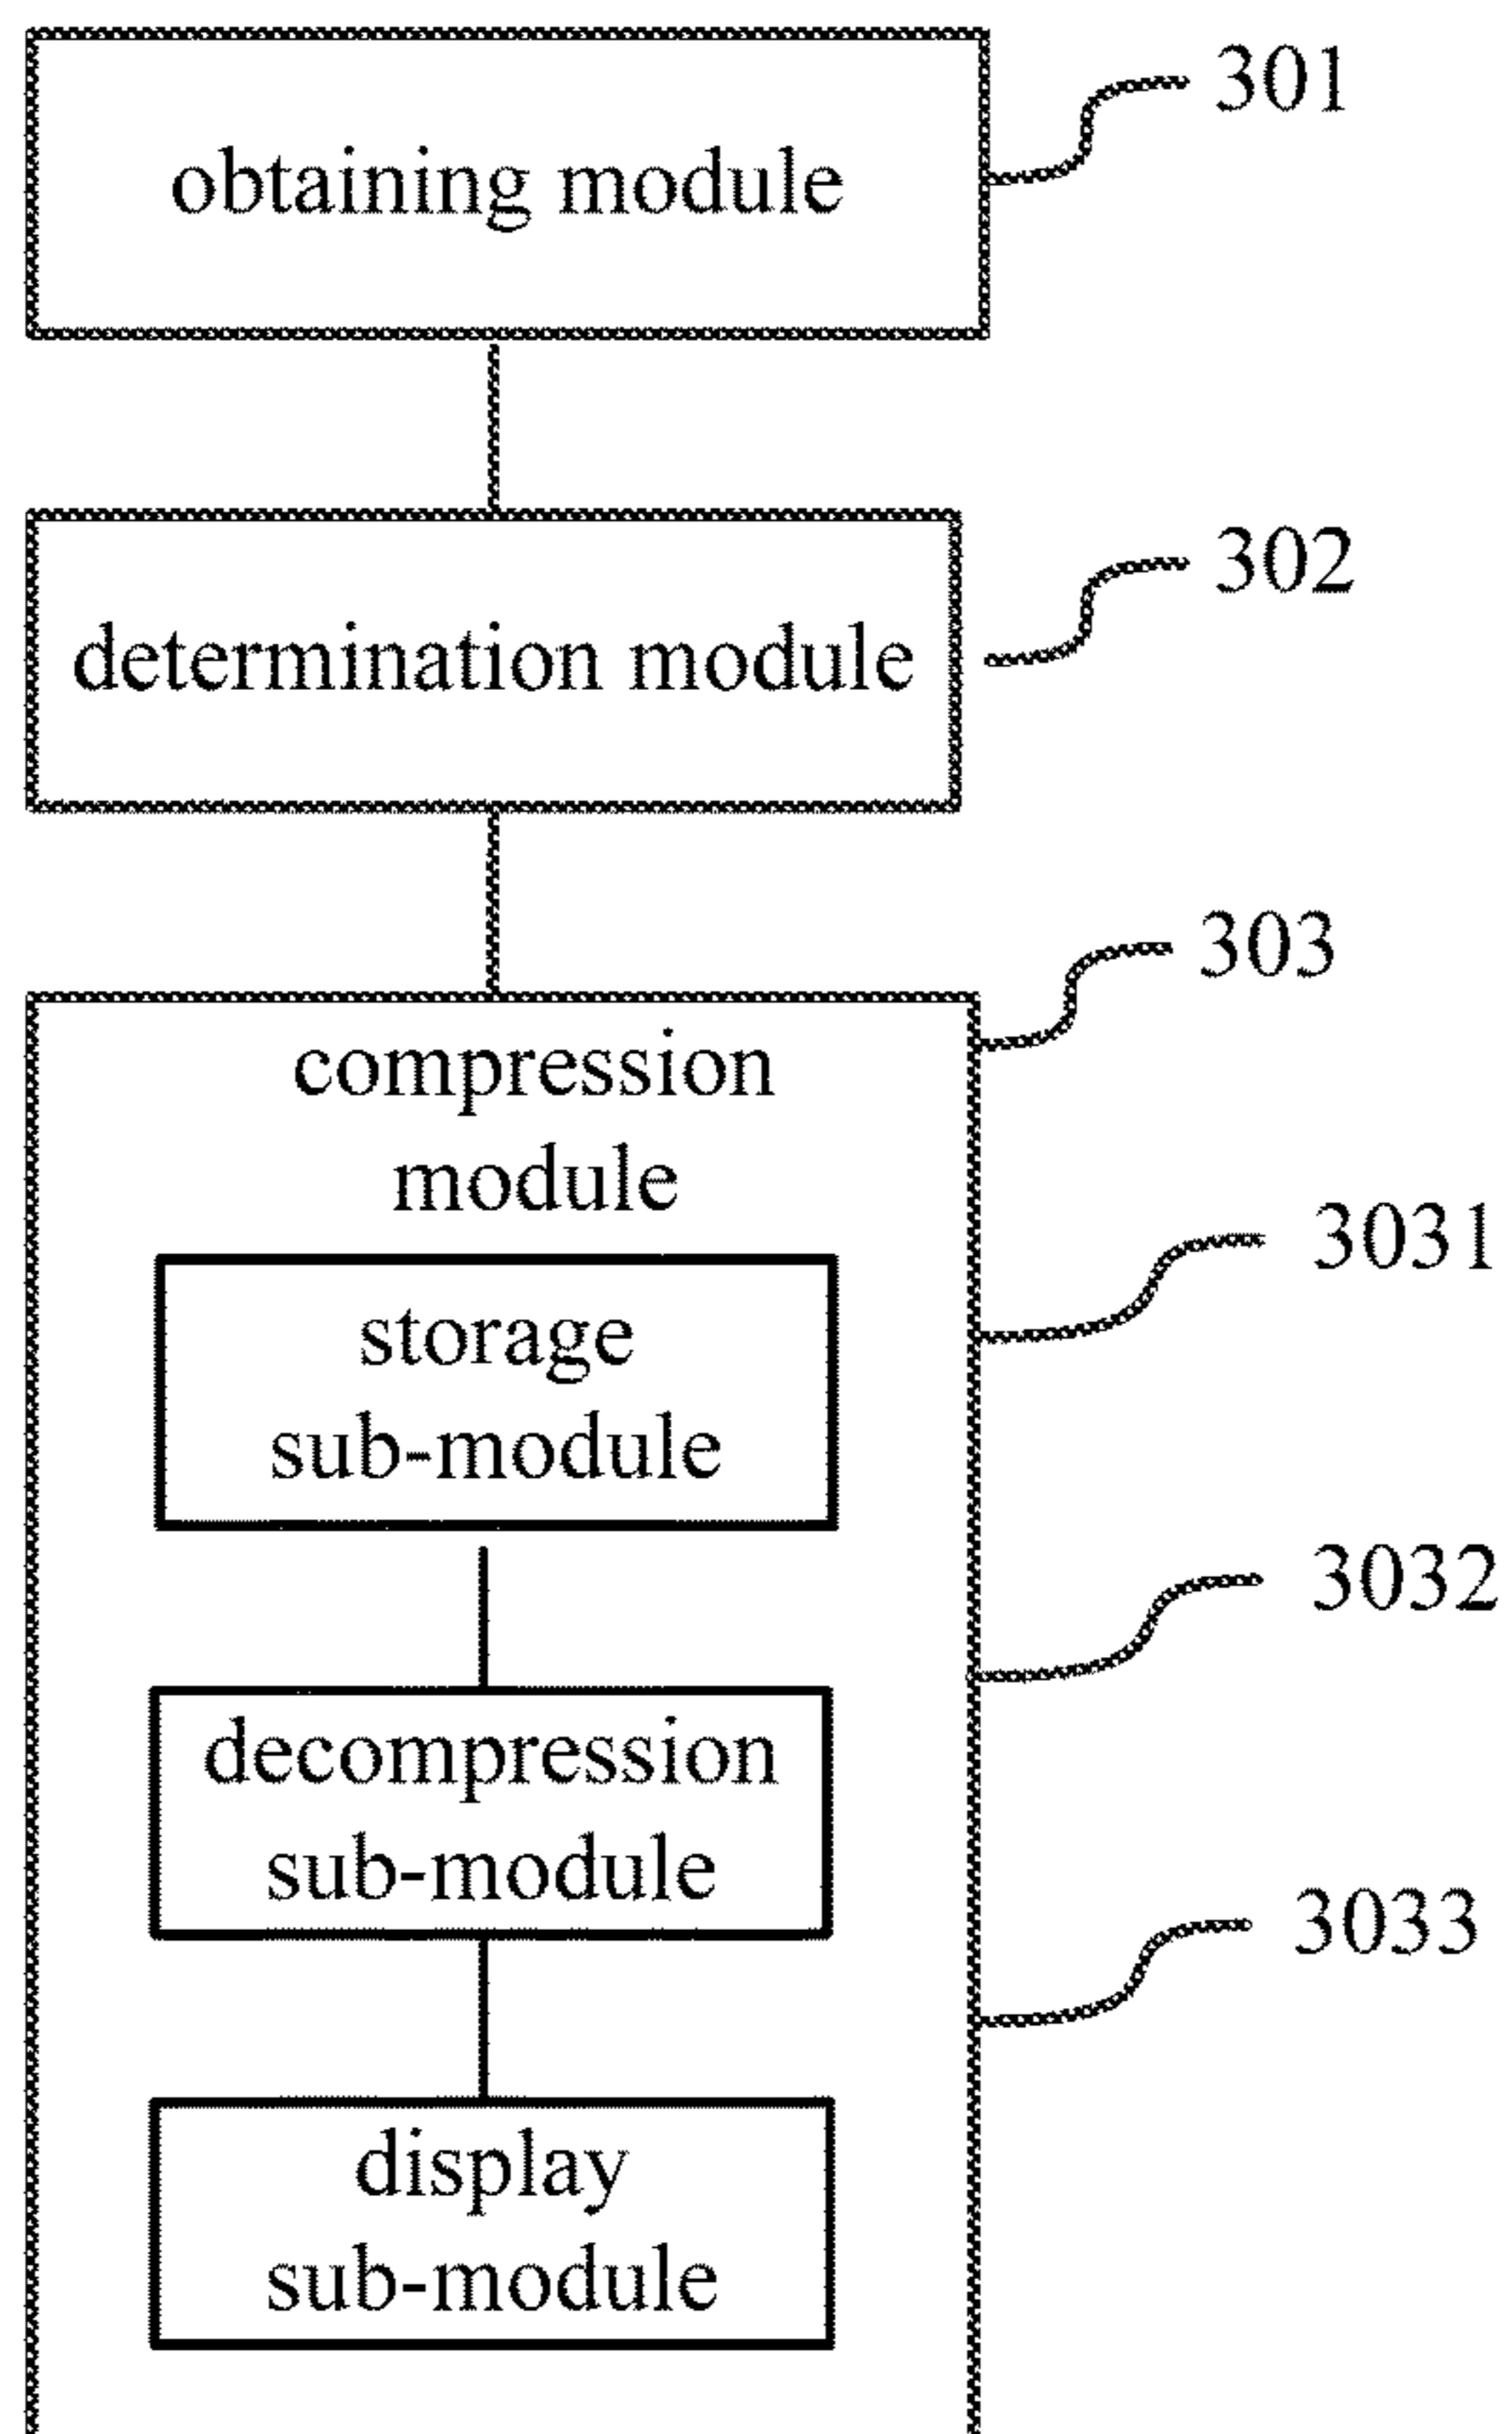 301
obtaining module
302
determination module
303
compression
module
3031
storage
sub-module
3032
decompression
sub-module
3033
display
sub-module